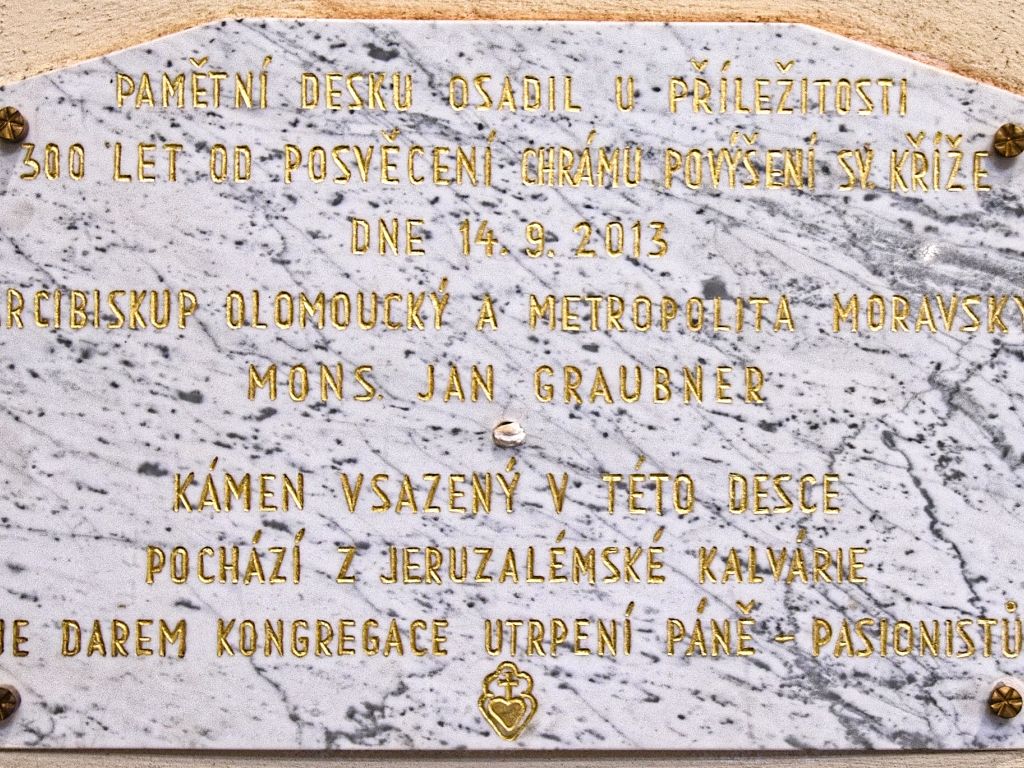 PAMĚTNÍ DESKU OSADIL U PŘÍLEŽITOSTI
300 LET OD POSVĚCENÍ CHRÁMU POVÝŠENÍ SV. KŘÍŽE
DNE 14. 9. 2013
ARCIBISKUP OLOMOUCKÝ A METROPOLITA MORAVSKÝ
MONS. JAN GRAUBNER
KÁMEN VSAZENÝ V TÉTO DESCE
POCHÁZÍ Z JERUZALÉMSKÉ KALVÁRIE
JE DAREM KONGREGACE UTRPENÍ PÁNĚ – PASIONISTŮ